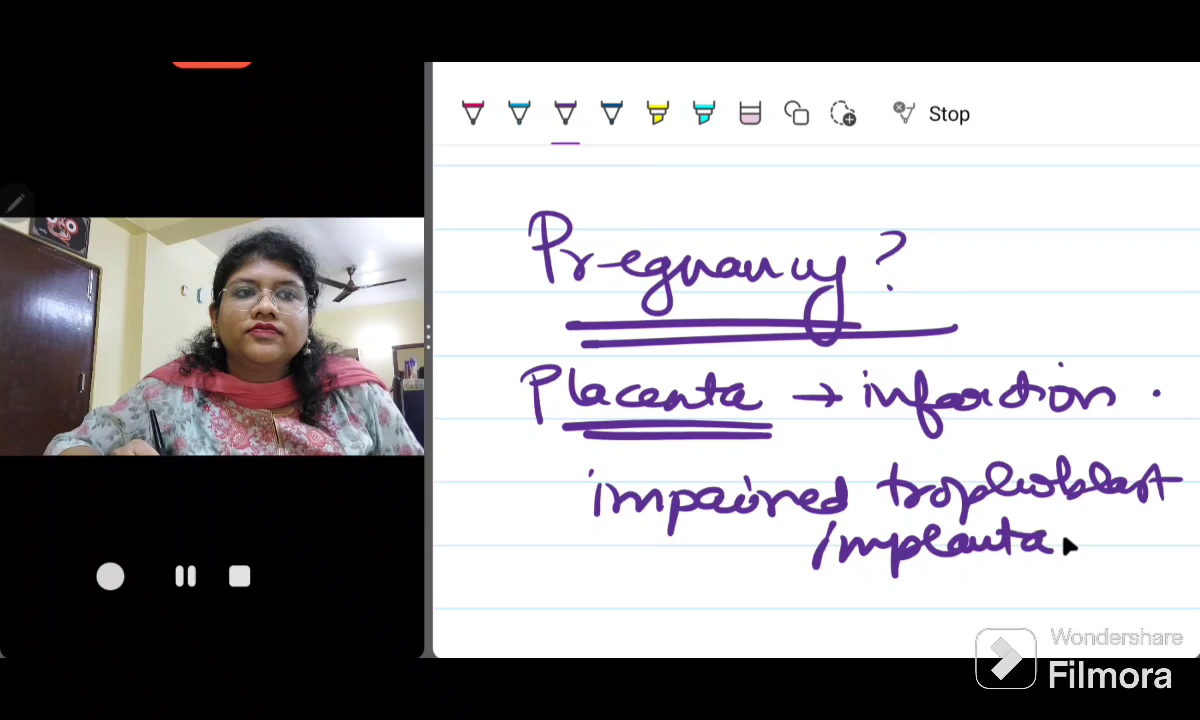 Stop
Pregnancy?
Placenta → infarction.
impaired trophoblast
implanta
Wondershare
Filmora